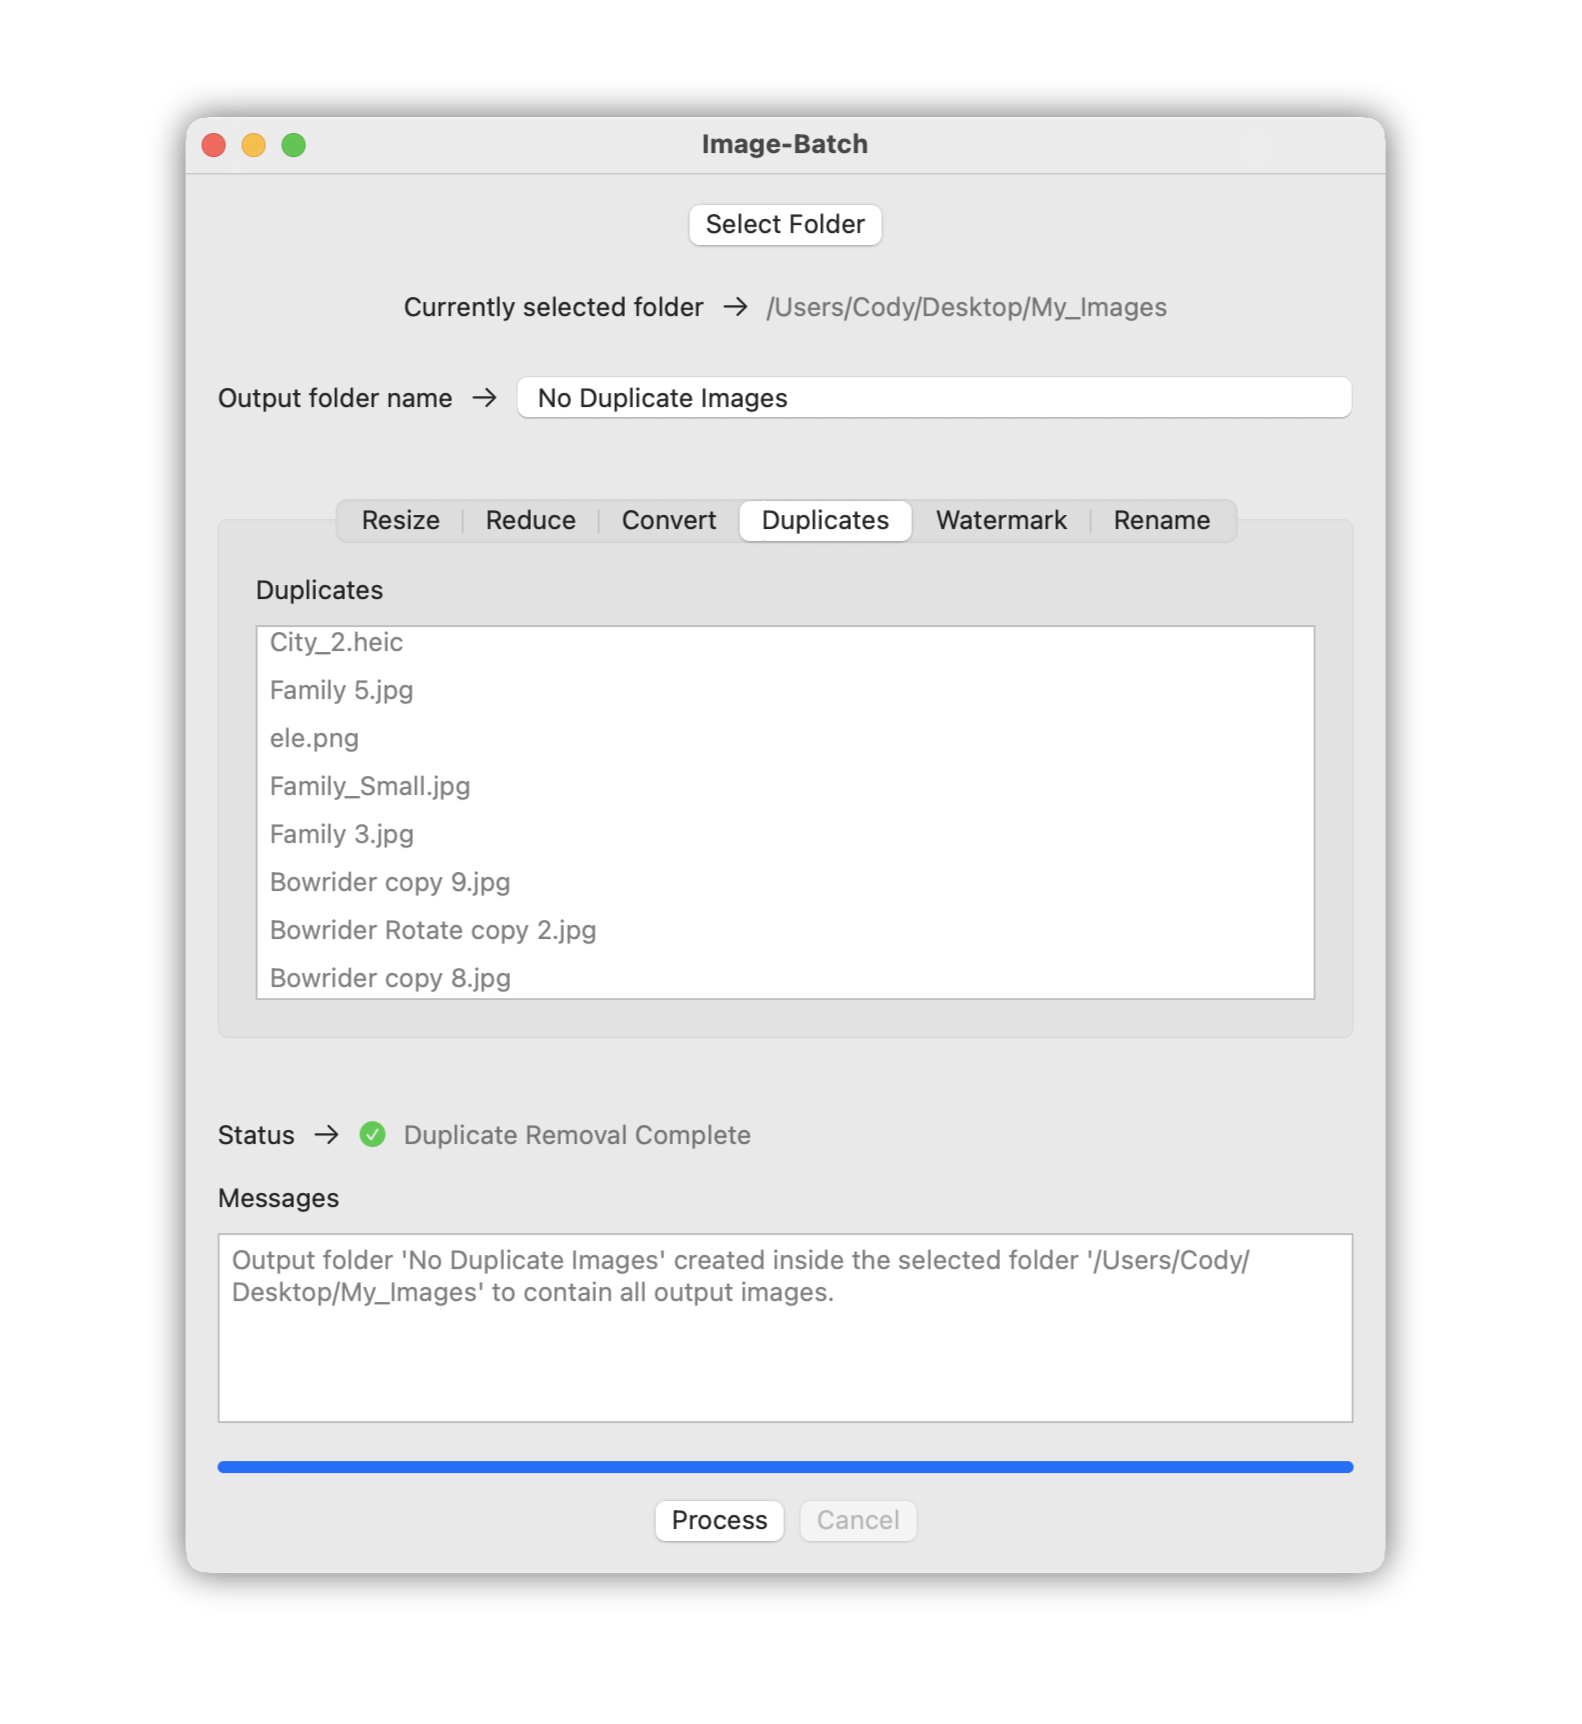 Image-Batch
Select Folder
Currently selected folder → /Users/Cody/Desktop/My_Images
Output folder name → No Duplicate Images
Resize Reduce Convert Duplicates Watermark Rename
Duplicates
City_2.heic
Family 5.jpg
ele.png
Family_Small.jpg
Family 3.jpg
Bowrider copy 9.jpg
Bowrider Rotate copy 2.jpg
Bowrider copy 8.jpg
Status → Duplicate Removal Complete
Messages
Output folder 'No Duplicate Images' created inside the selected folder '/Users/Cody/
Desktop/My_Images' to contain all output images.
Process Cancel